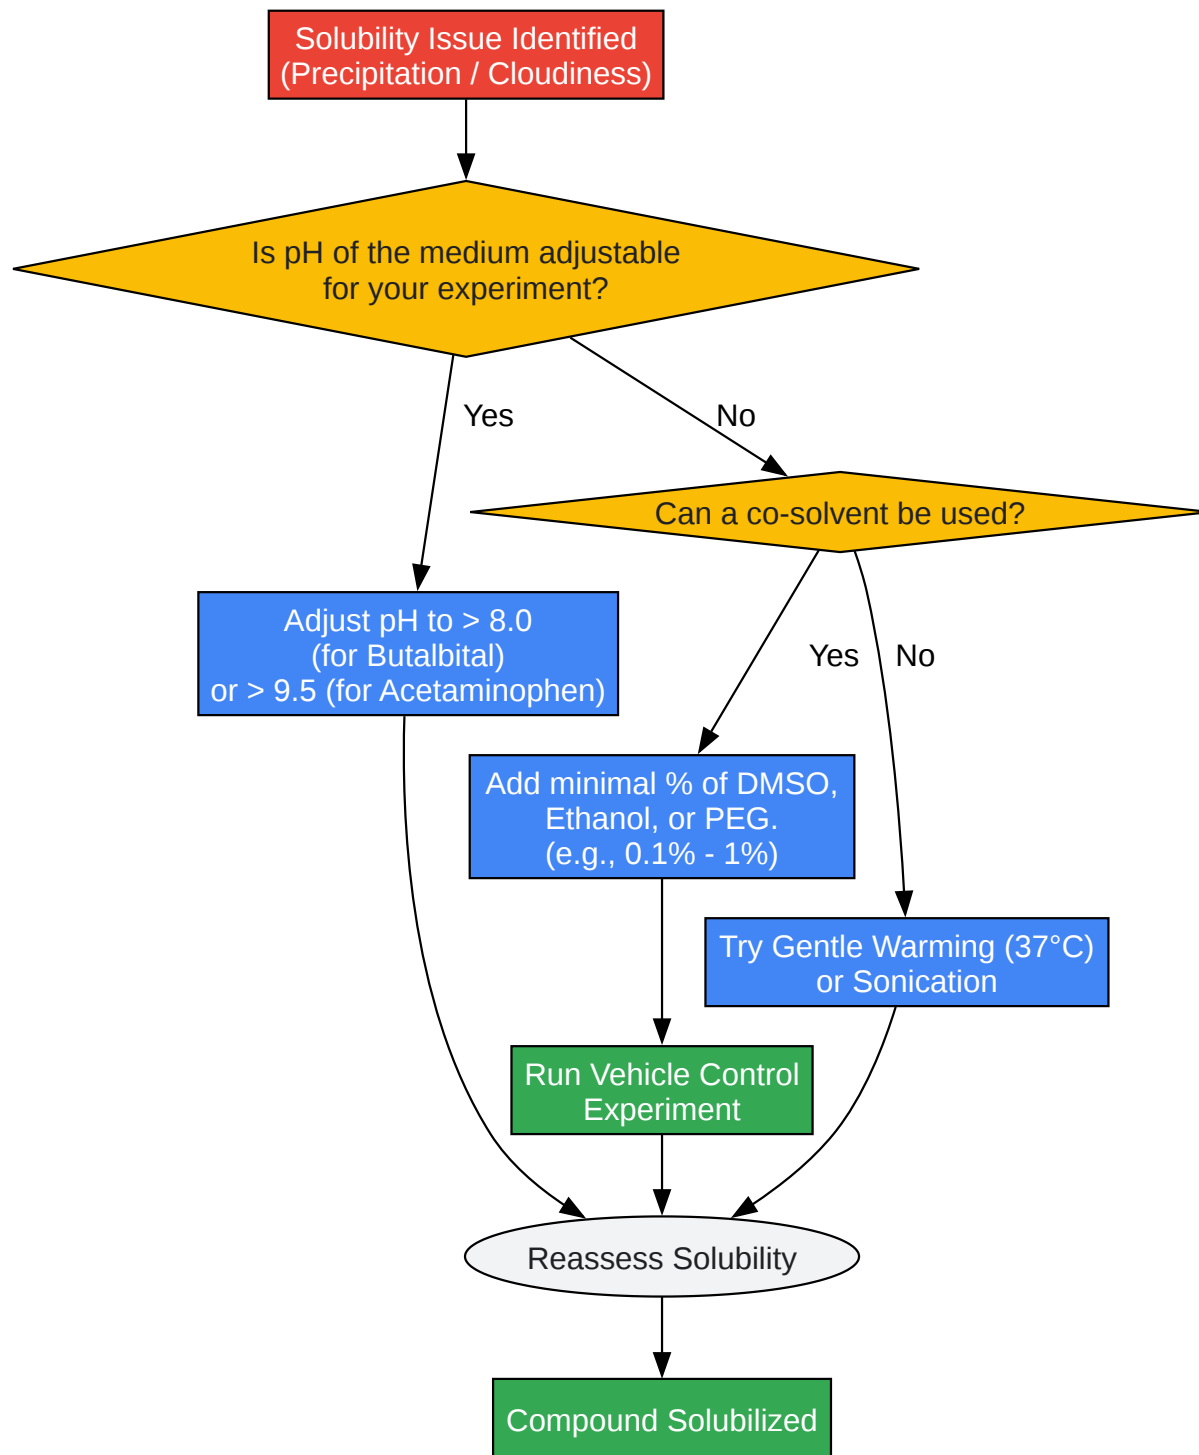 Solubility Issue Identified
(Precipitation / Cloudiness)
Is pH of the medium adjustable
for your experiment?
Yes
No
Can a co-solvent be used?
Adjust pH to > 8.0
(for Butalbital)
or > 9.5 (for Acetaminophen)
Yes
No
Add minimal % of DMSO,
Ethanol, or PEG.
(e.g., 0.1% - 1%)
Try Gentle Warming (37°C)
or Sonication
Run Vehicle Control
Experiment
Reassess Solubility
Compound Solubilized